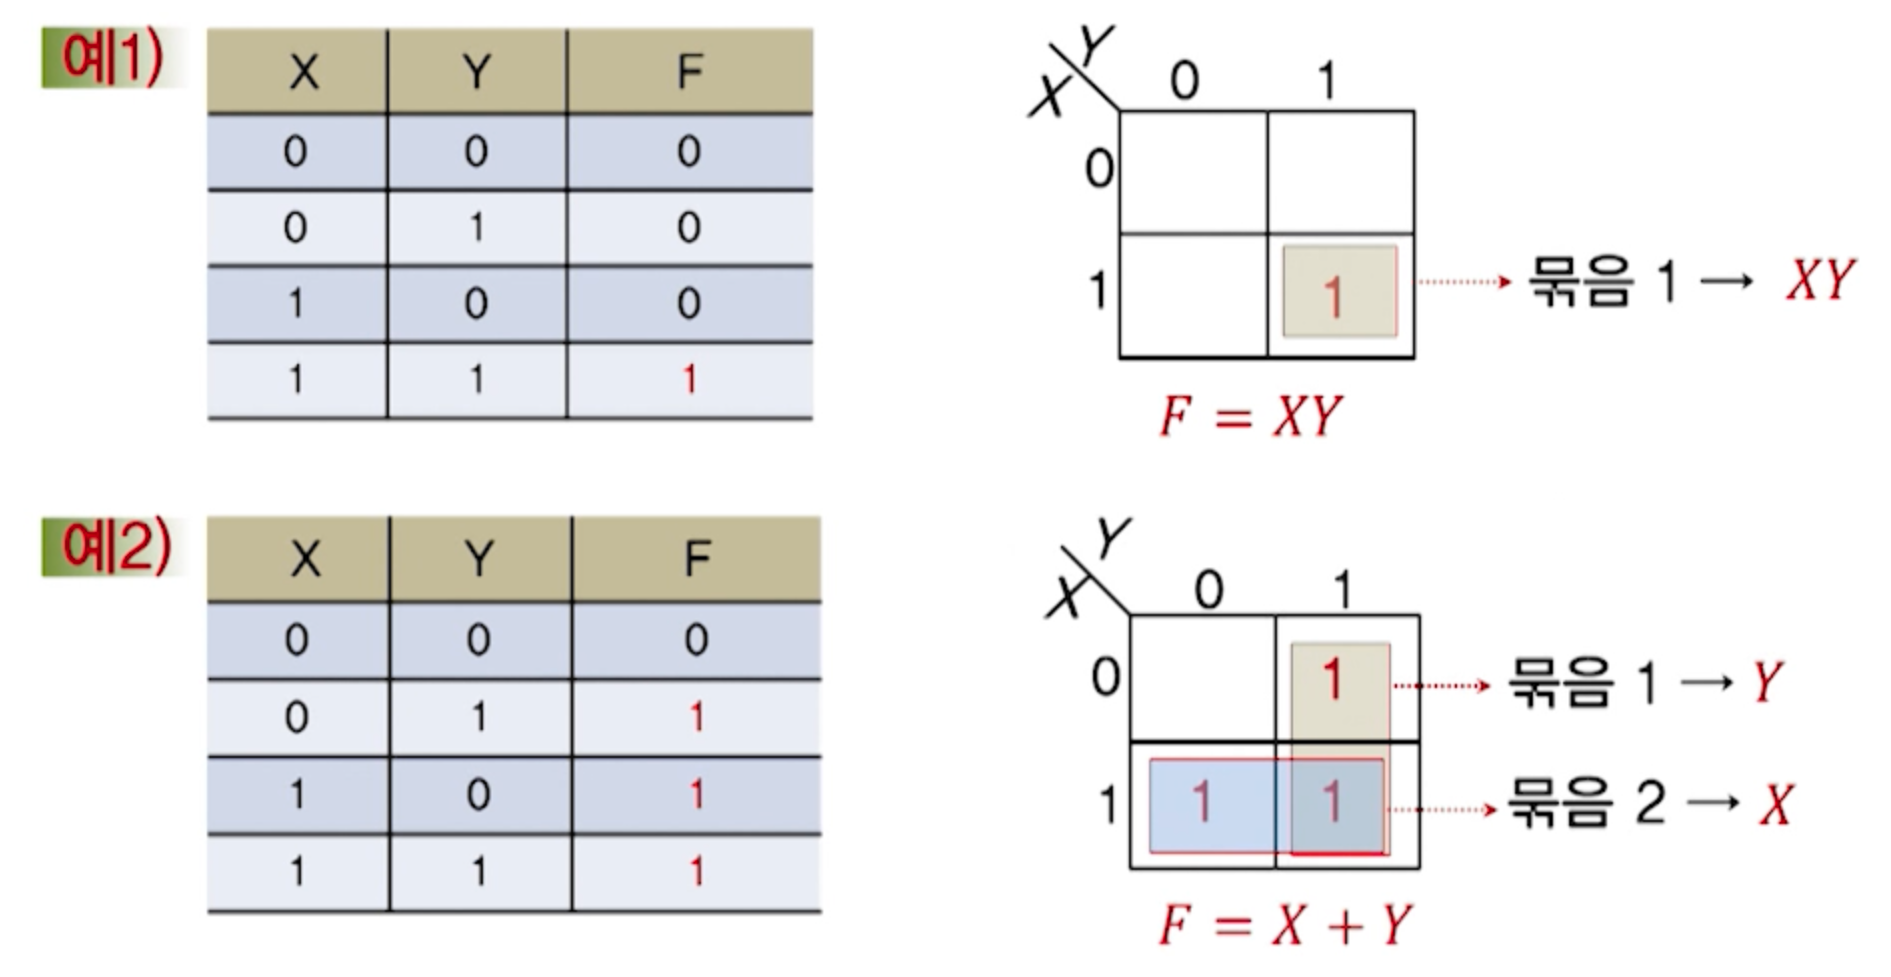 예1)
X Y F
0 0 0
0 1 0
1 0 0
1 1 1
Y
X
0 1
0
1 1 묶음 1 → XY
F = XY
예2)
X Y F
0 0 0
0 1 1
1 0 1
1 1 1
Y
X
0 1
0 1 묶음 1 → Y
1 1 1 묶음 2 → X
F = X + Y